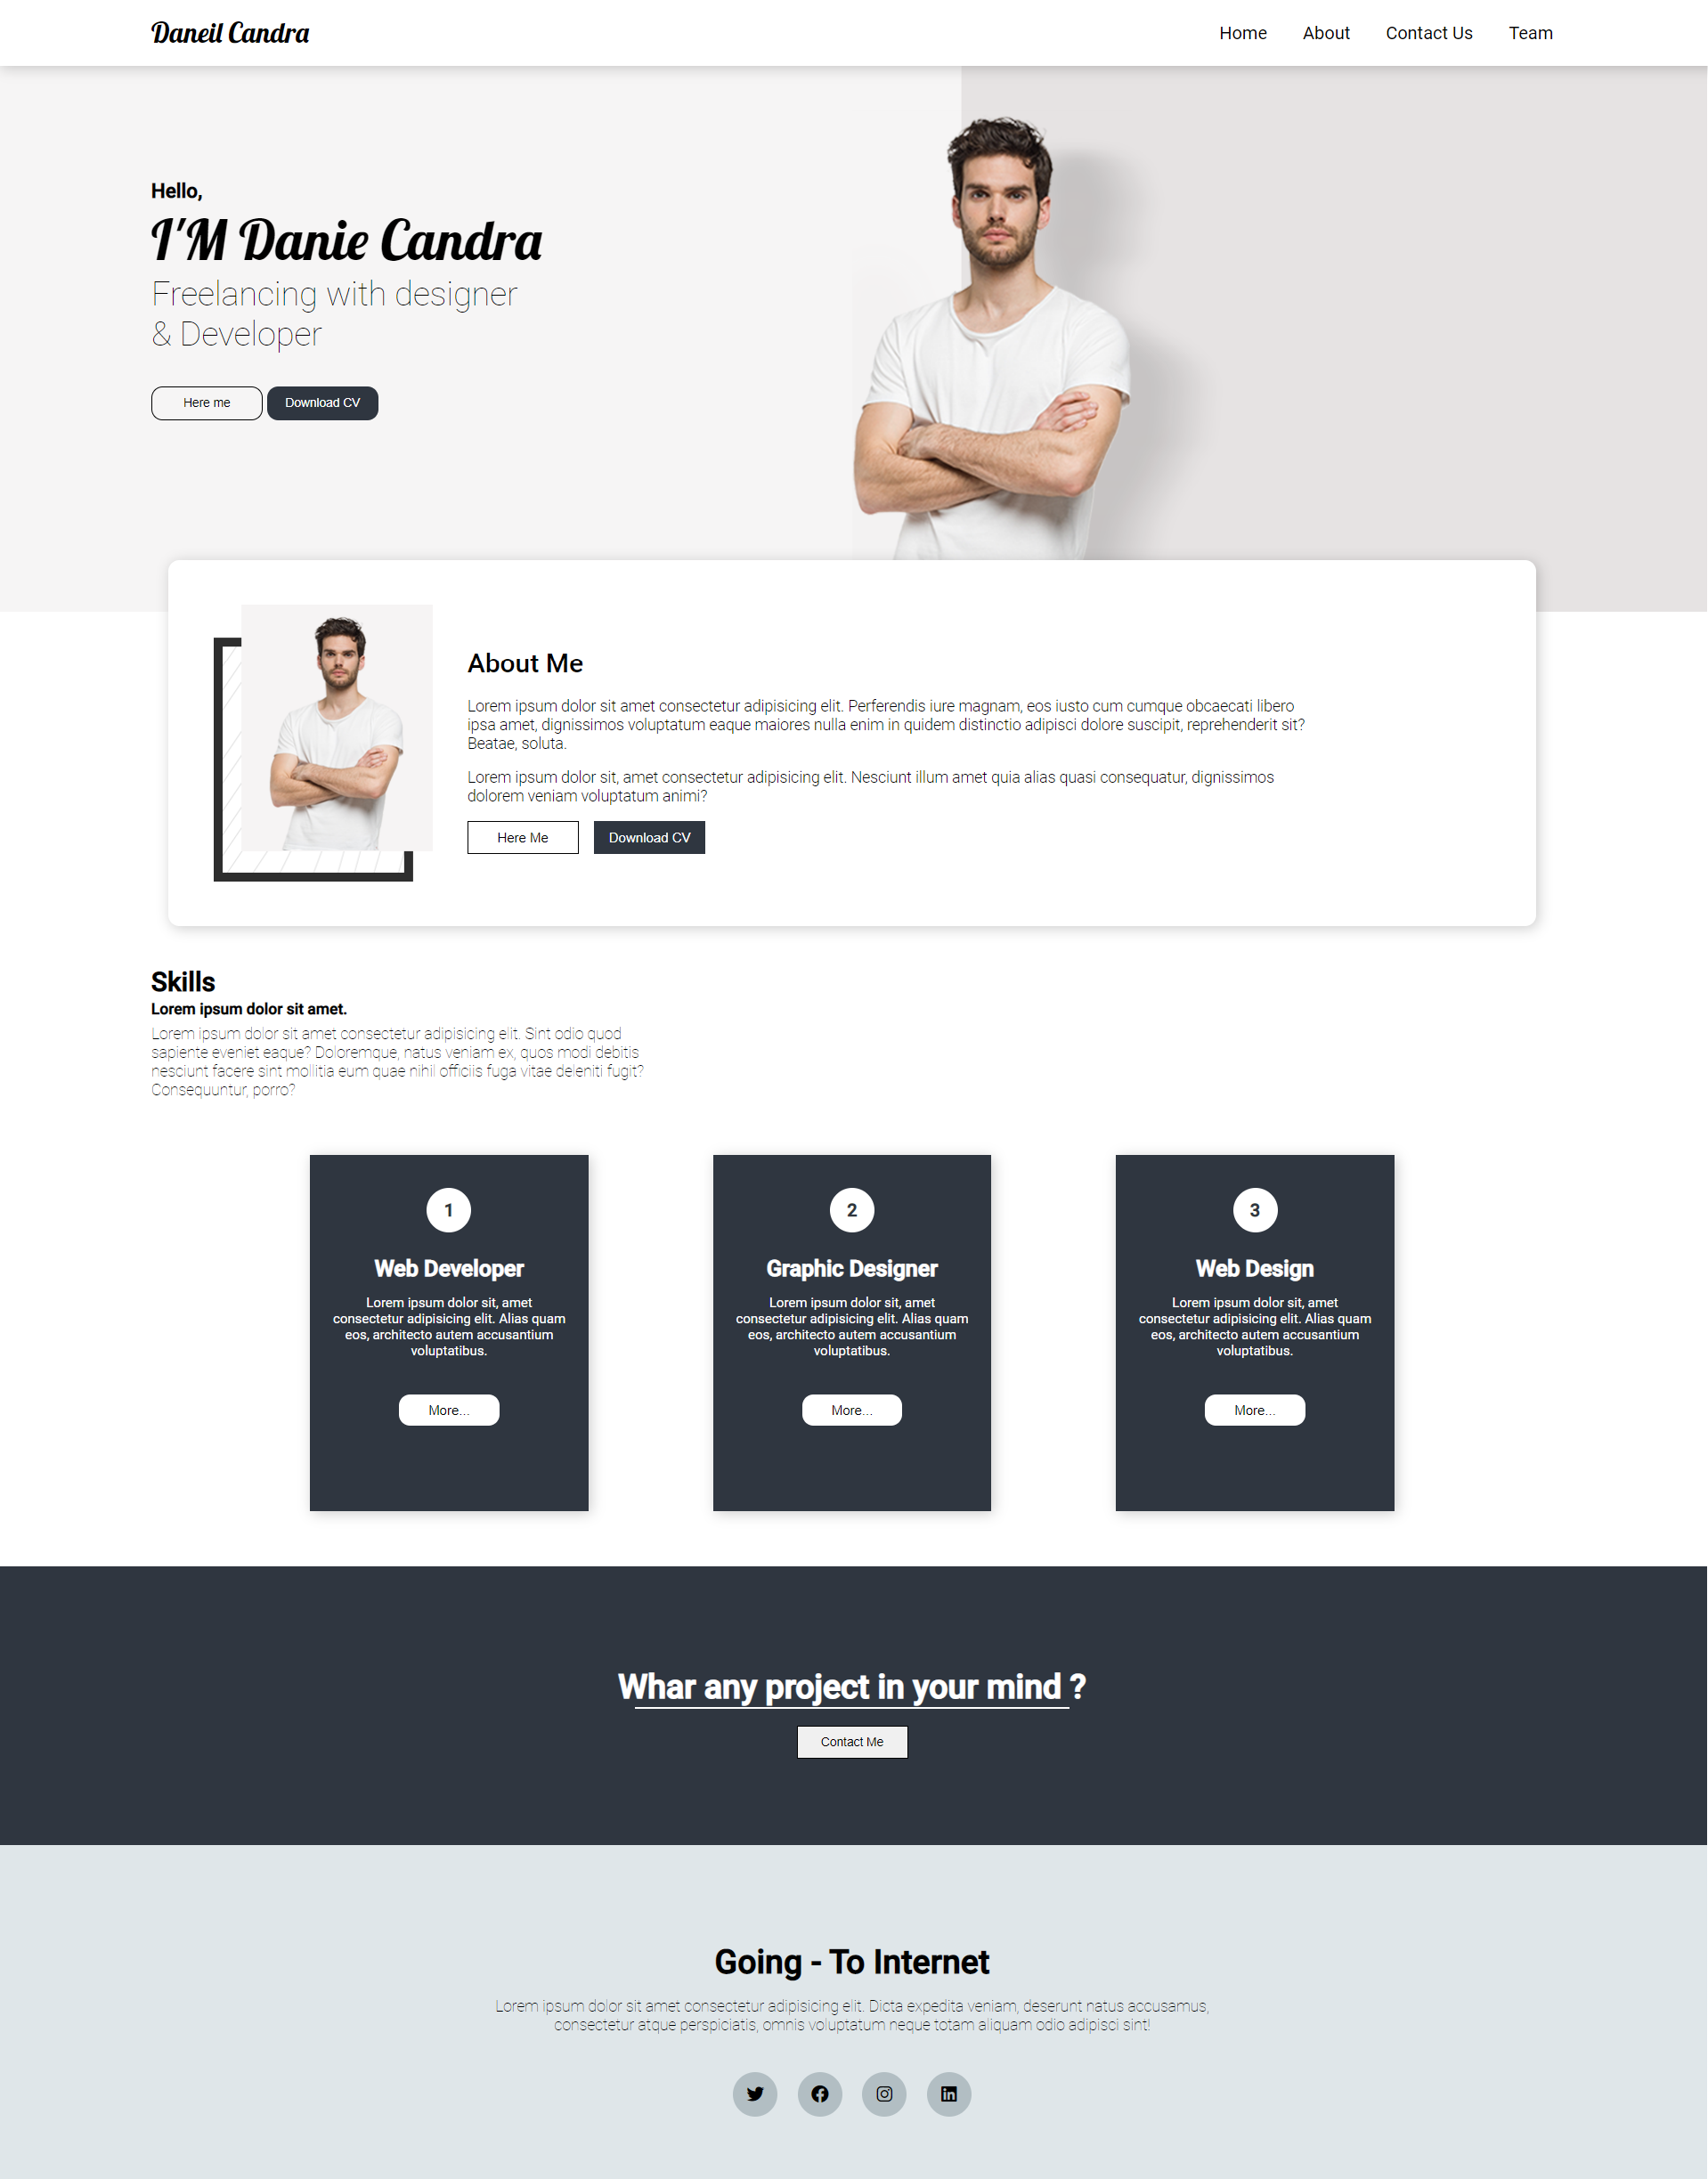 Daneil Candra
Home About Contact Us Team
Hello,
I'M Danie Candra
Freelancing with designer
& Developer
Here me Download CV
About Me
Lorem ipsum dolor sit amet consectetur adipisicing elit. Perferendis iure magnam, eos iusto cum cumque obcaecati libero
ipsa amet, dignissimos voluptatum eaque maiores nulla enim in quidem distinctio adipisci dolore suscipit, reprehenderit sit?
Beatae, soluta.
Lorem ipsum dolor sit, amet consectetur adipisicing elit. Nesciunt illum amet quia alias quasi consequatur, dignissimos
dolorem veniam voluptatum animi?
Here Me Download CV
Skills
Lorem ipsum dolor sit amet.
Lorem ipsum dolor sit amet consectetur adipisicing elit. Sint odio quod
sapiente eveniet eaque? Doloremque, natus veniam ex, quos modi debitis
nesciunt facere sint mollitia eum quae nihil officiis fuga vitae deleniti fugit?
Consequuntur, porro?
1
Web Developer
Lorem ipsum dolor sit, amet
consectetur adipisicing elit. Alias quam
eos, architecto autem accusantium
voluptatibus.
More...
2
Graphic Designer
Lorem ipsum dolor sit, amet
consectetur adipisicing elit. Alias quam
eos, architecto autem accusantium
voluptatibus.
More...
3
Web Design
Lorem ipsum dolor sit, amet
consectetur adipisicing elit. Alias quam
eos, architecto autem accusantium
voluptatibus.
More...
Whar any project in your mind ?
Contact Me
Going - To Internet
Lorem ipsum dolor sit amet consectetur adipisicing elit. Dicta expedita veniam, deserunt natus accusamus,
consectetur atque perspiciatis, omnis voluptatum neque totam aliquam odio adipisci sint!